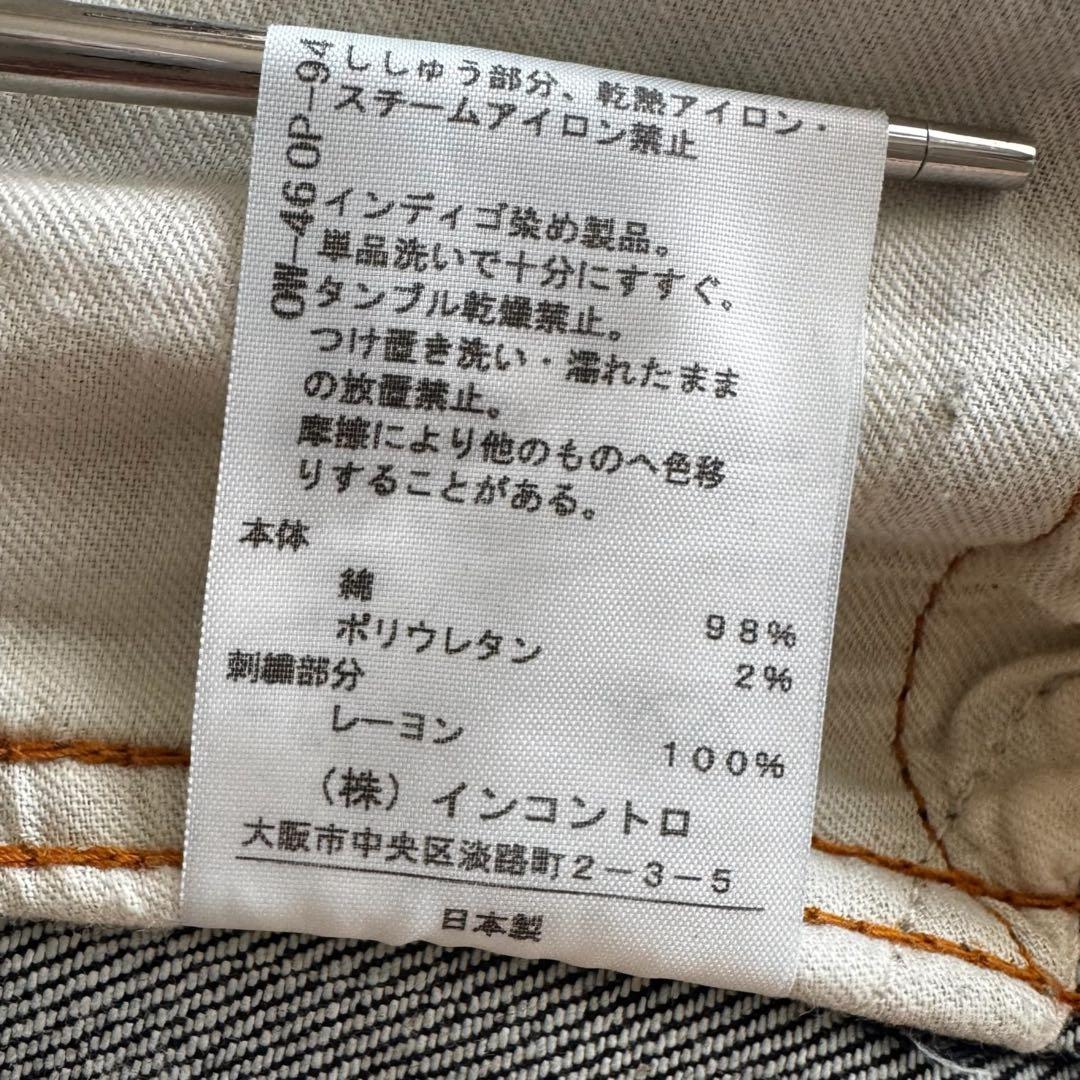 ししゅう部分、乾熱アイロン・
スチームアイロン禁止
インディゴ染め製品。
単品洗いで十分にすすぐ。
タンブル乾燥禁止。
つけ置き洗い・濡れたまま
の放置禁止。
摩擦により他のものへ色移
りすることがある。
本体
綿 98%
ポリウレタン 2%
刺繍部分
レーヨン 100%
（株）インコントロ
大阪市中央区淡路町2－3－5
日本製
OW－46 OP－94